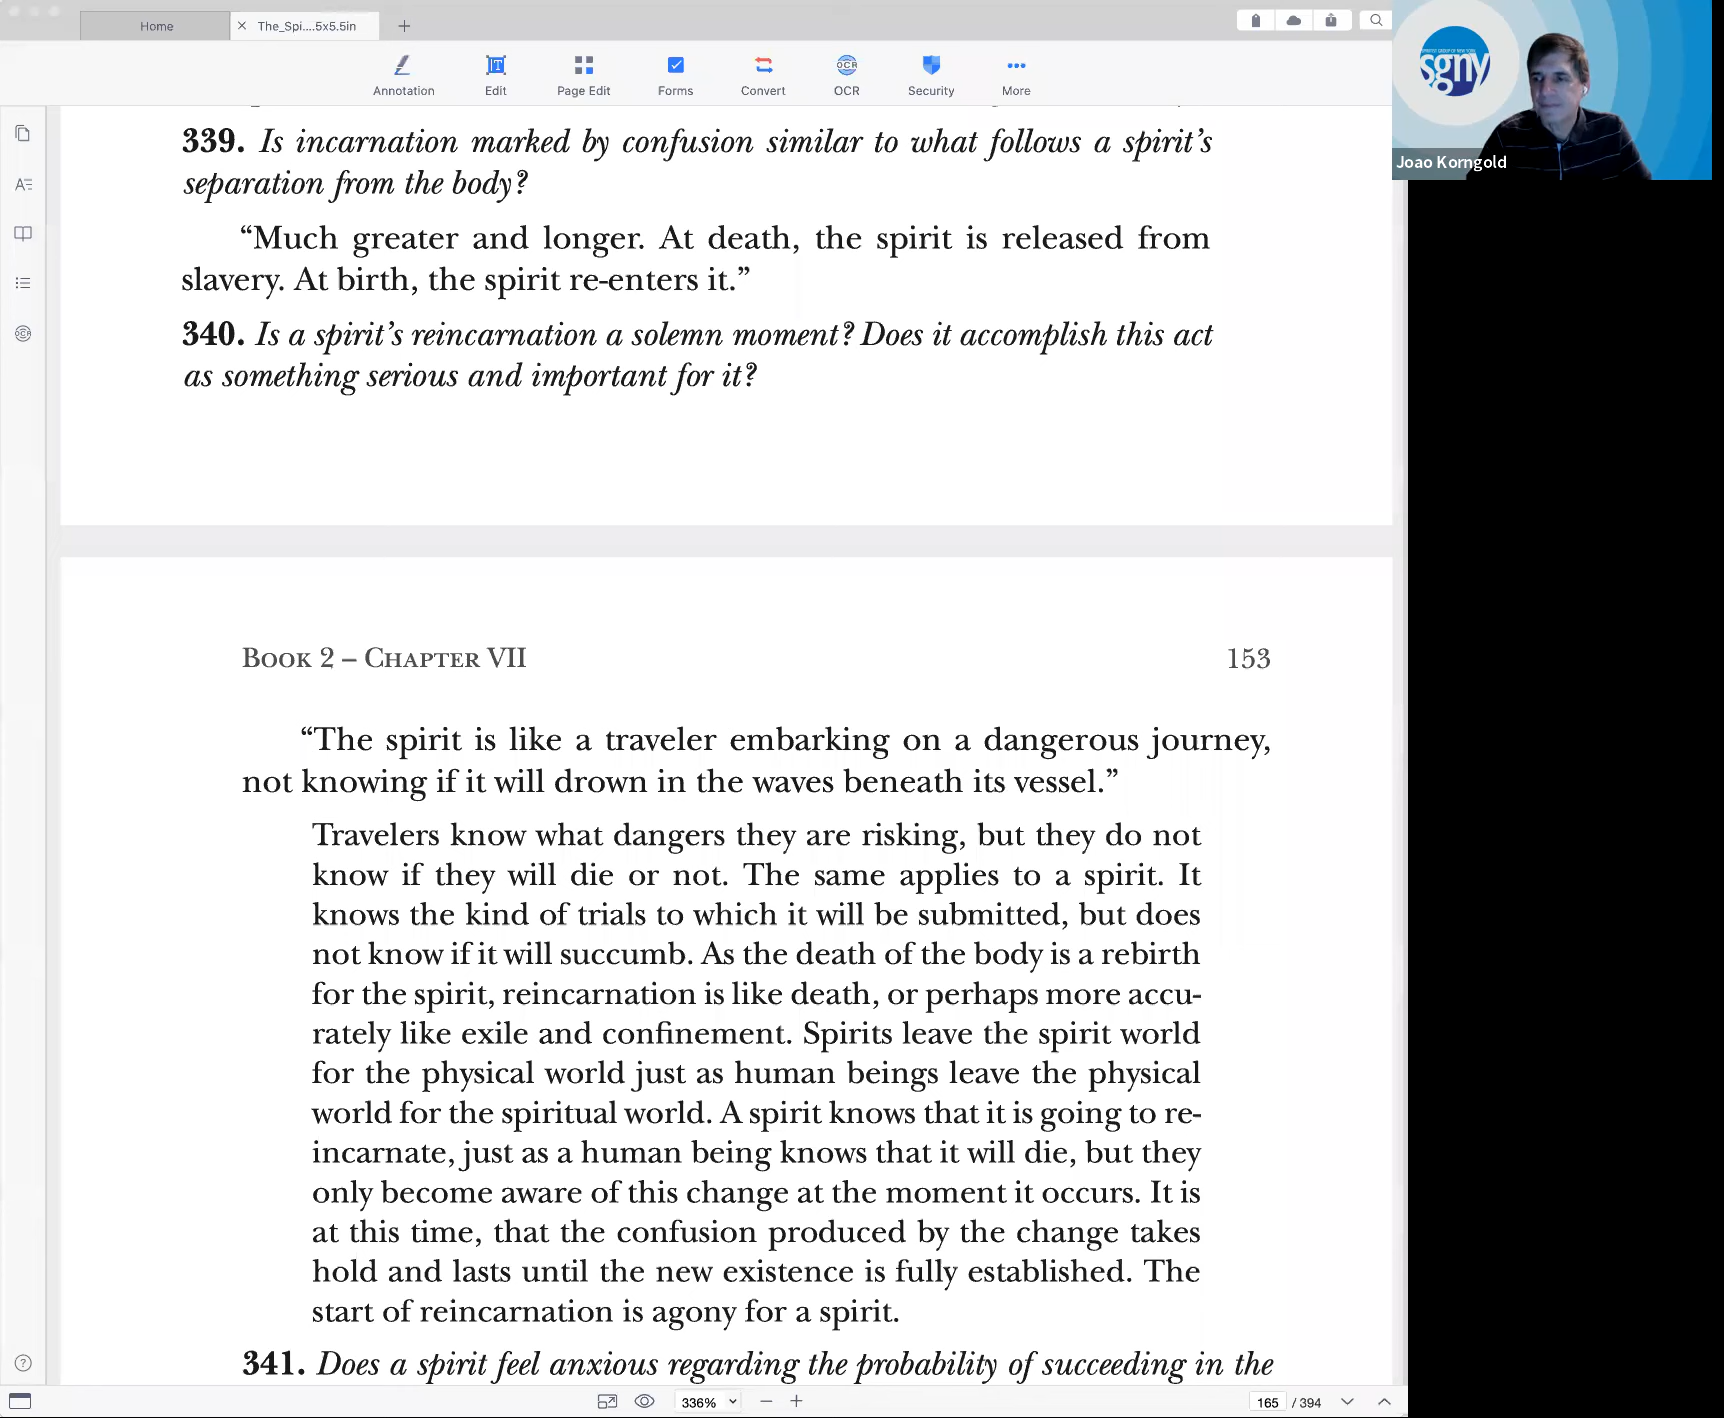 Home
The_Spi....5x5.5in
Annotation
Edit
Page Edit
Forms
Convert
OCR
Security
More
sgny
Joao Korngold
339. Is incarnation marked by confusion similar to what follows a spirit's
separation from the body?
“Much greater and longer. At death, the spirit is released from
slavery. At birth, the spirit re-enters it.”
340. Is a spirit's reincarnation a solemn moment? Does it accomplish this act
as something serious and important for it?
Book 2 – Chapter VII
153
“The spirit is like a traveler embarking on a dangerous journey,
not knowing if it will drown in the waves beneath its vessel.”
Travelers know what dangers they are risking, but they do not
know if they will die or not. The same applies to a spirit. It
knows the kind of trials to which it will be submitted, but does
not know if it will succumb. As the death of the body is a rebirth
for the spirit, reincarnation is like death, or perhaps more accu-
rately like exile and confinement. Spirits leave the spirit world
for the physical world just as human beings leave the physical
world for the spiritual world. A spirit knows that it is going to re-
incarnate, just as a human being knows that it will die, but they
only become aware of this change at the moment it occurs. It is
at this time, that the confusion produced by the change takes
hold and lasts until the new existence is fully established. The
start of reincarnation is agony for a spirit.
341. Does a spirit feel anxious regarding the probability of succeeding in the
336%
165 / 394